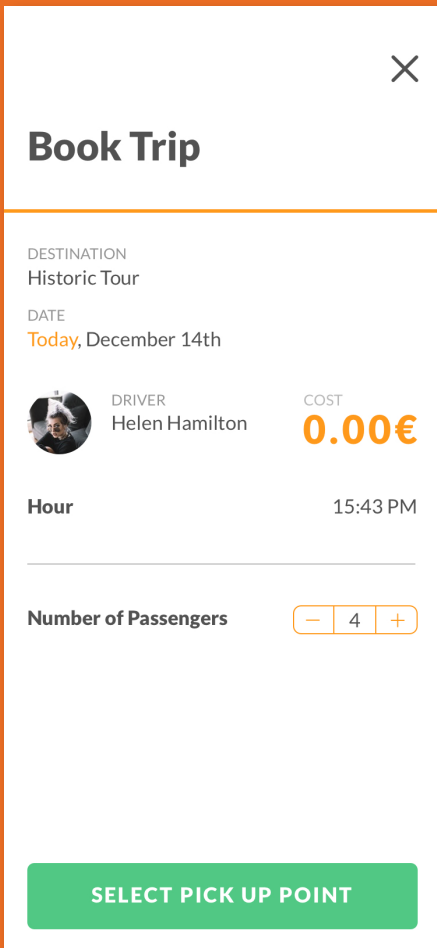 Book Trip
DESTINATION
Historic Tour
DATE
Today, December 14th
DRIVER
Helen Hamilton
COST
0.00€
Hour
15:43 PM
Number of Passengers
− 4 +
SELECT PICK UP POINT